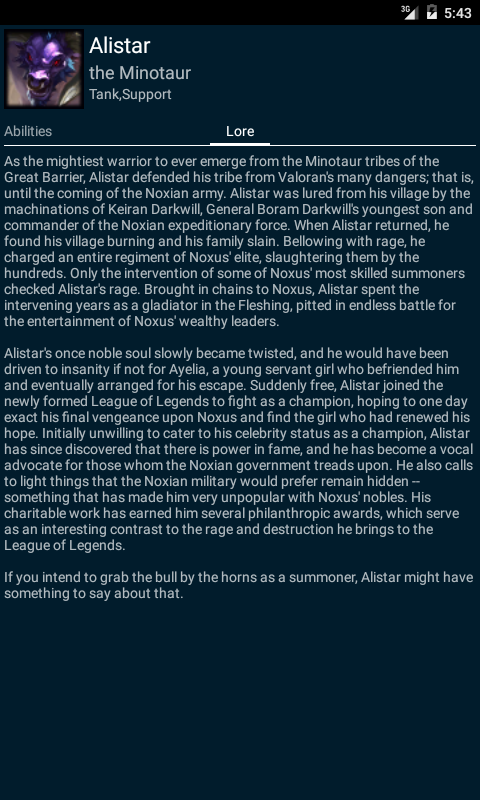 3G 5:43
Alistar
the Minotaur
Tank,Support
Abilities Lore
As the mightiest warrior to ever emerge from the Minotaur tribes of the
Great Barrier, Alistar defended his tribe from Valoran's many dangers; that is,
until the coming of the Noxian army. Alistar was lured from his village by the
machinations of Keiran Darkwill, General Boram Darkwill's youngest son and
commander of the Noxian expeditionary force. When Alistar returned, he
found his village burning and his family slain. Bellowing with rage, he
charged an entire regiment of Noxus' elite, slaughtering them by the
hundreds. Only the intervention of some of Noxus' most skilled summoners
checked Alistar's rage. Brought in chains to Noxus, Alistar spent the
intervening years as a gladiator in the Fleshing, pitted in endless battle for
the entertainment of Noxus' wealthy leaders.

Alistar's once noble soul slowly became twisted, and he would have been
driven to insanity if not for Ayelia, a young servant girl who befriended him
and eventually arranged for his escape. Suddenly free, Alistar joined the
newly formed League of Legends to fight as a champion, hoping to one day
exact his final vengeance upon Noxus and find the girl who had renewed his
hope. Initially unwilling to cater to his celebrity status as a champion, Alistar
has since discovered that there is power in fame, and he has become a vocal
advocate for those whom the Noxian government treads upon. He also calls
to light things that the Noxian military would prefer remain hidden --
something that has made him very unpopular with Noxus' nobles. His
charitable work has earned him several philanthropic awards, which serve
as an interesting contrast to the rage and destruction he brings to the
League of Legends.

If you intend to grab the bull by the horns as a summoner, Alistar might have
something to say about that.